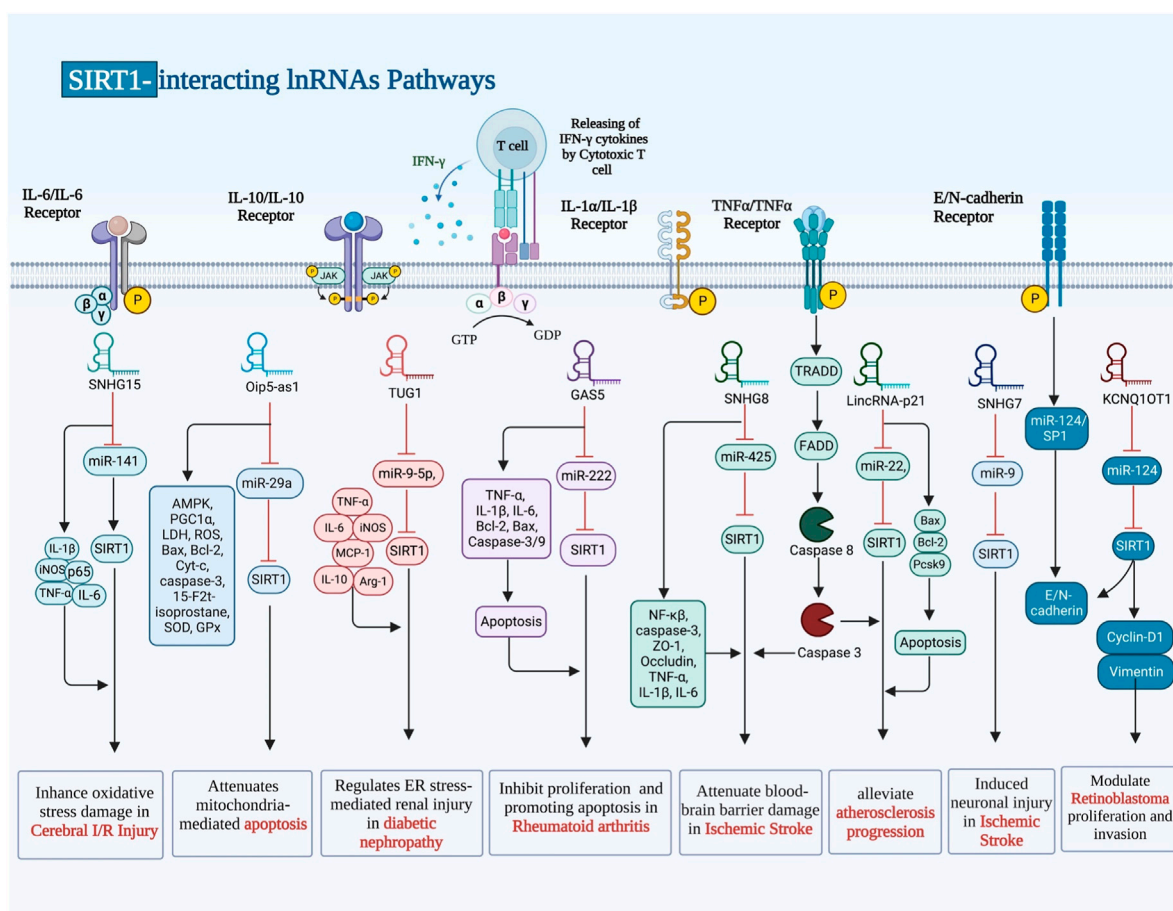 SIRT1- interacting lnRNAs Pathways
Releasing of
IFN-γ cytokines
by Cytotoxic T
cell
T cell
IFN-γ
IL-6/IL-6
Receptor
IL-10/IL-10
Receptor
IL-1α/IL-1β
Receptor
TNFα/TNFα
Receptor
E/N-cadherin
Receptor
α
β
γ
P
P
JAK
JAK
P
P
P
α
β
γ
GTP
GDP
P
P
P
SNHG15
miR-141
IL-1β
iNOS
p65
TNF-α
IL-6
SIRT1
Oip5-as1
miR-29a
AMPK,
PGC1α,
LDH, ROS,
Bax, Bcl-2,
Cyt-c,
caspase-3,
15-F2t-
isoprostane,
SOD, GPx
SIRT1
TUG1
miR-9-5p,
TNF-α
IL-6
iNOS
MCP-1
IL-10
Arg-1
SIRT1
GAS5
miR-222
TNF-α,
IL-1β, IL-6,
Bcl-2, Bax,
Caspase-3/9
SIRT1
Apoptosis
SNHG8
miR-425
SIRT1
NF-κβ,
caspase-3,
ZO-1,
Occludin,
TNF-α,
IL-1β, IL-6
TRADD
FADD
Caspase 8
Caspase 3
LincRNA-p21
miR-22,
SIRT1
Bax
Bcl-2
Pcsk9
Apoptosis
SNHG7
miR-9
SIRT1
miR-124/
SP1
E/N-
cadherin
KCNQ1OT1
miR-124
SIRT1
Cyclin-D1
Vimentin
Inhance oxidative
stress damage in
Cerebral I/R Injury
Attenuates
mitochondria-
mediated apoptosis
Regulates ER stress-
mediated renal injury
in diabetic
nephropathy
Inhibit proliferation and
promoting apoptosis in
Rheumatoid arthritis
Attenuate blood-
brain barrier damage
in Ischemic Stroke
alleviate
atherosclerosis
progression
Induced
neuronal injury
in Ischemic
Stroke
Modulate
Retinoblastoma
proliferation and
invasion